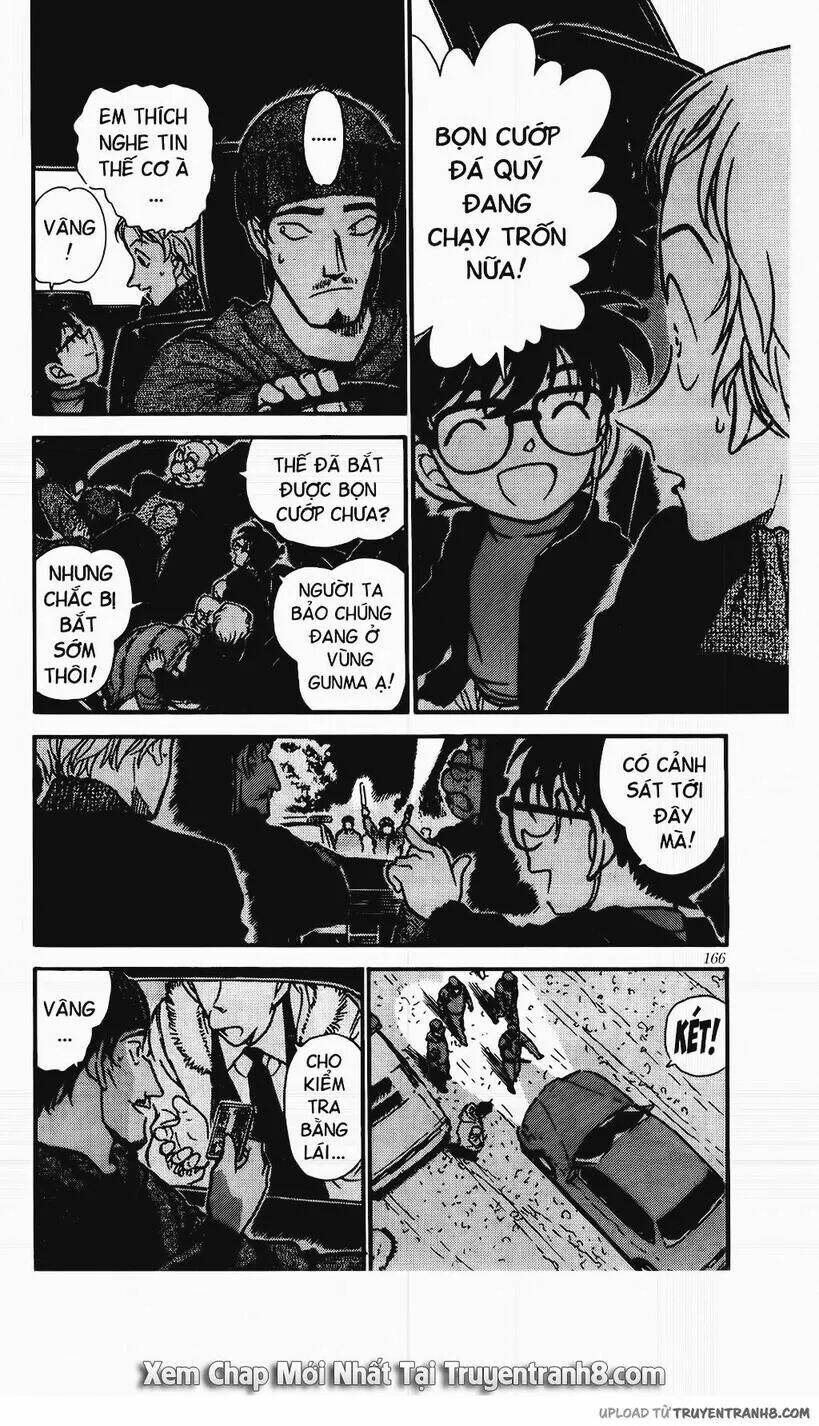 BỌN CƯỚP
ĐÁ QUÝ
ĐANG
CHẠY TRỐN
NỮA!
......
EM THÍCH
NGHE TIN
THẾ CƠ À
...
VÂNG
!
THẾ ĐÃ BẮT
ĐƯỢC BỌN
CƯỚP CHƯA?
NGƯỜI TA
BẢO CHÚNG
ĐANG Ở
VÙNG
GUNMA Ạ!
NHƯNG
CHẮC BỊ
BẮT
SỚM
THÔI!
CÓ CẢNH
SÁT TỚI
ĐÂY
MÀ!
166
KÉT!
CHO
KIỂM
TRA
BẰNG
LÁI...
VÂNG
...
Xem Chap Mới Nhất Tại Truyentranh8.com
UPLOAD TỪ TRUYENTRANH8.COM